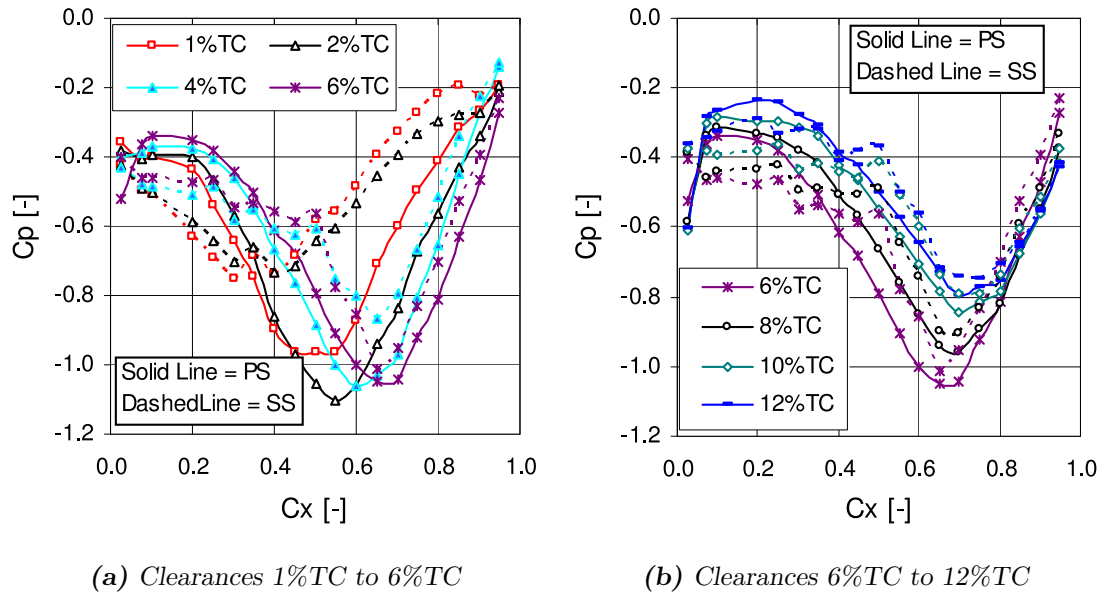 0.0
-0.2
-0.4
-0.6
-0.8
-1.0
-1.2
Cp [-]
1%TC
2%TC
4%TC
6%TC
Solid Line = PS
DashedLine = SS
0.0
0.2
0.4
0.6
0.8
1.0
Cx [-]
(a) Clearances 1%TC to 6%TC
0.0
-0.2
-0.4
-0.6
-0.8
-1.0
-1.2
Cp [-]
Solid Line = PS
Dashed Line = SS
6%TC
8%TC
10%TC
12%TC
0.0
0.2
0.4
0.6
0.8
1.0
Cx [-]
(b) Clearances 6%TC to 12%TC